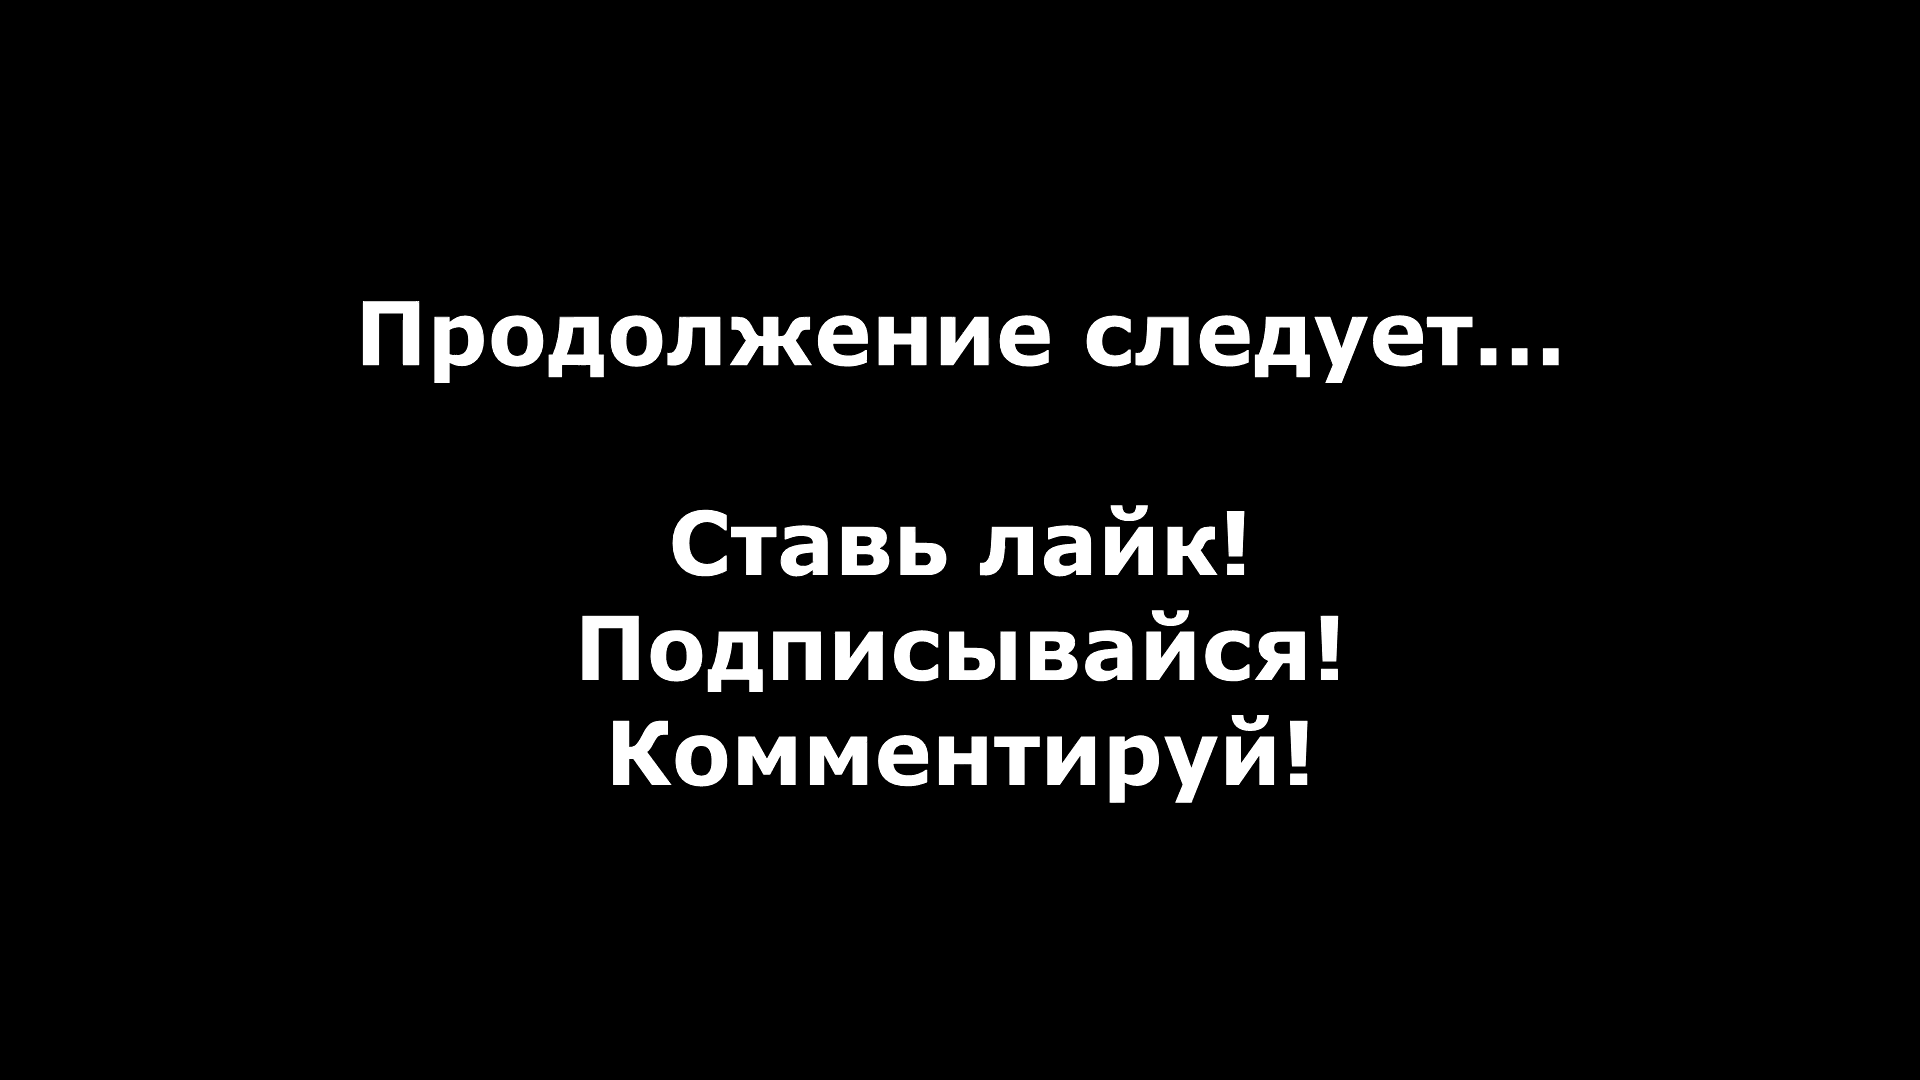 Продолжение следует...
Ставь лайк!
Подписывайся!
Комментируй!